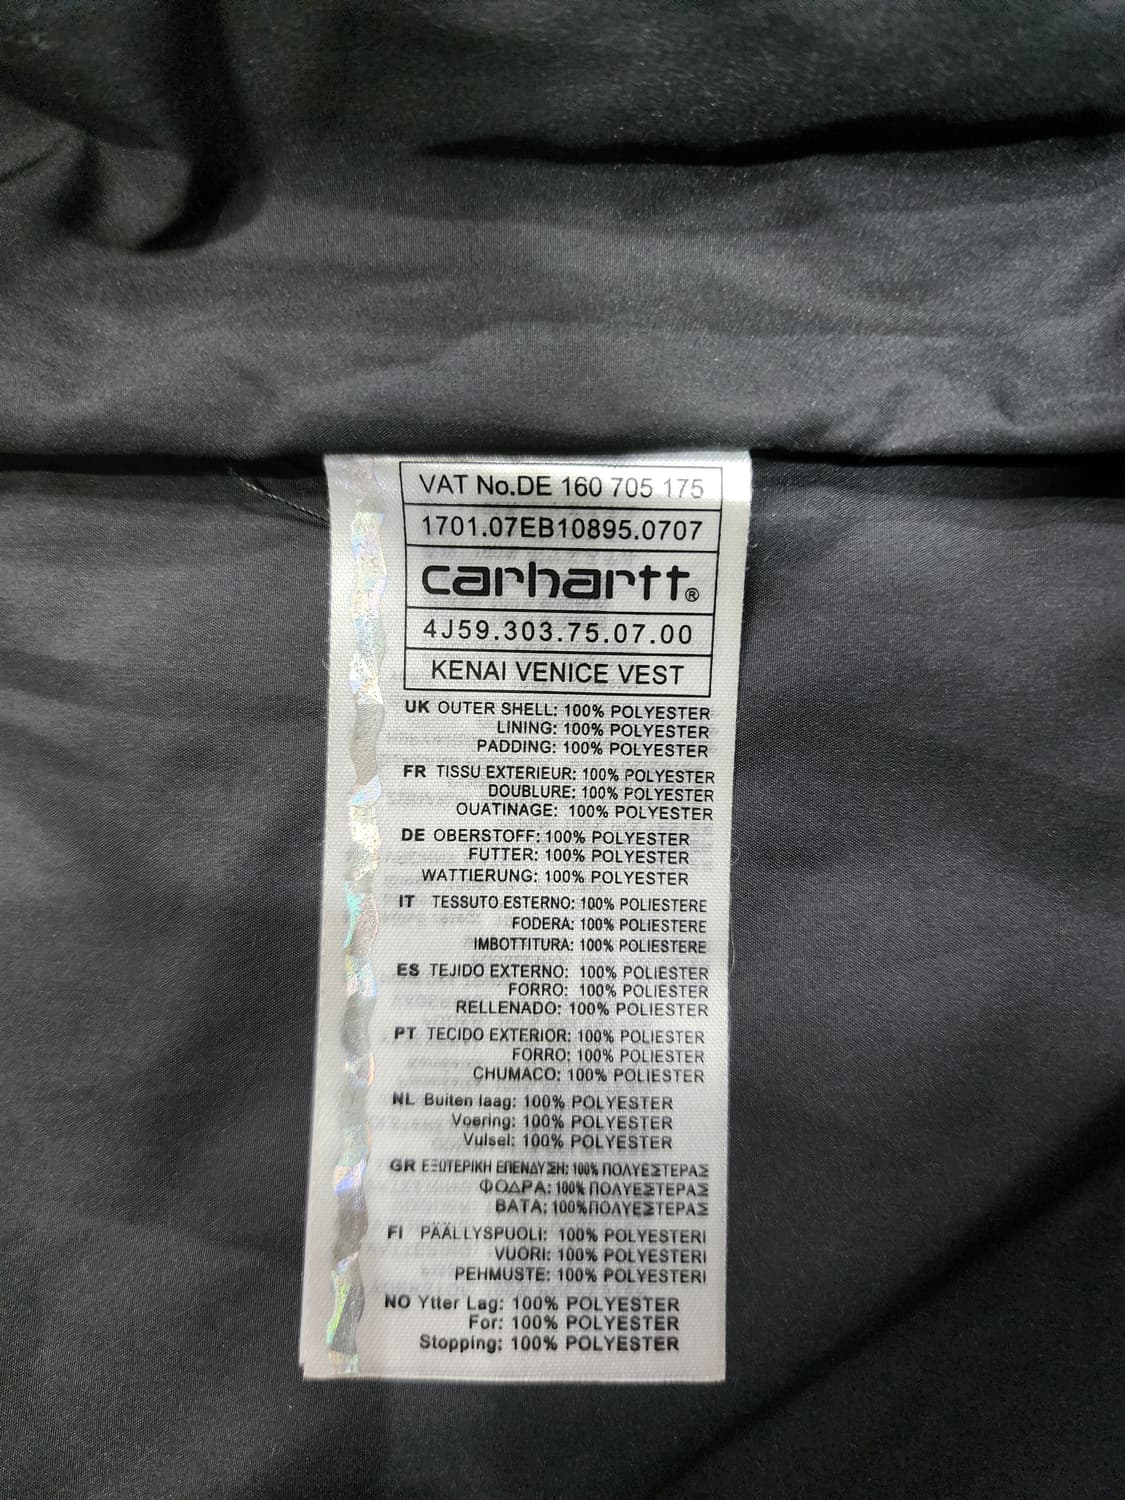 VAT No.DE 160 705 175
1701.07EB10895.0707
carhartt®
4J59.303.75.07.00
KENAI VENICE VEST
UK OUTER SHELL: 100% POLYESTER
LINING: 100% POLYESTER
PADDING: 100% POLYESTER
FR TISSU EXTERIEUR: 100% POLYESTER
DOUBLURE: 100% POLYESTER
OUATINAGE: 100% POLYESTER
DE OBERSTOFF: 100% POLYESTER
FUTTER: 100% POLYESTER
WATTIERUNG: 100% POLYESTER
IT TESSUTO ESTERNO: 100% POLIESTERE
FODERA: 100% POLIESTERE
IMBOTTITURA: 100% POLIESTERE
ES TEJIDO EXTERNO: 100% POLIESTER
FORRO: 100% POLIESTER
RELLENADO: 100% POLIESTER
PT TECIDO EXTERIOR: 100% POLIESTER
FORRO: 100% POLIESTER
CHUMACO: 100% POLIESTER
NL Buiten laag: 100% POLYESTER
Voering: 100% POLYESTER
Vulsel: 100% POLYESTER
GR ΕΞΩΤΕΡΙΚΗ ΕΠΕΝΔΥΣΗ: 100% ΠΟΛΥΕΣΤΕΡΑΣ
ΦΟΔΡΑ: 100% ΠΟΛΥΕΣΤΕΡΑΣ
ΒΑΤΑ: 100% ΠΟΛΥΕΣΤΕΡΑΣ
FI PÄÄLLYSPUOLI: 100% POLYESTERI
VUORI: 100% POLYESTERI
PEHMUSTE: 100% POLYESTERI
NO Ytter Lag: 100% POLYESTER
For: 100% POLYESTER
Stopping: 100% POLYESTER